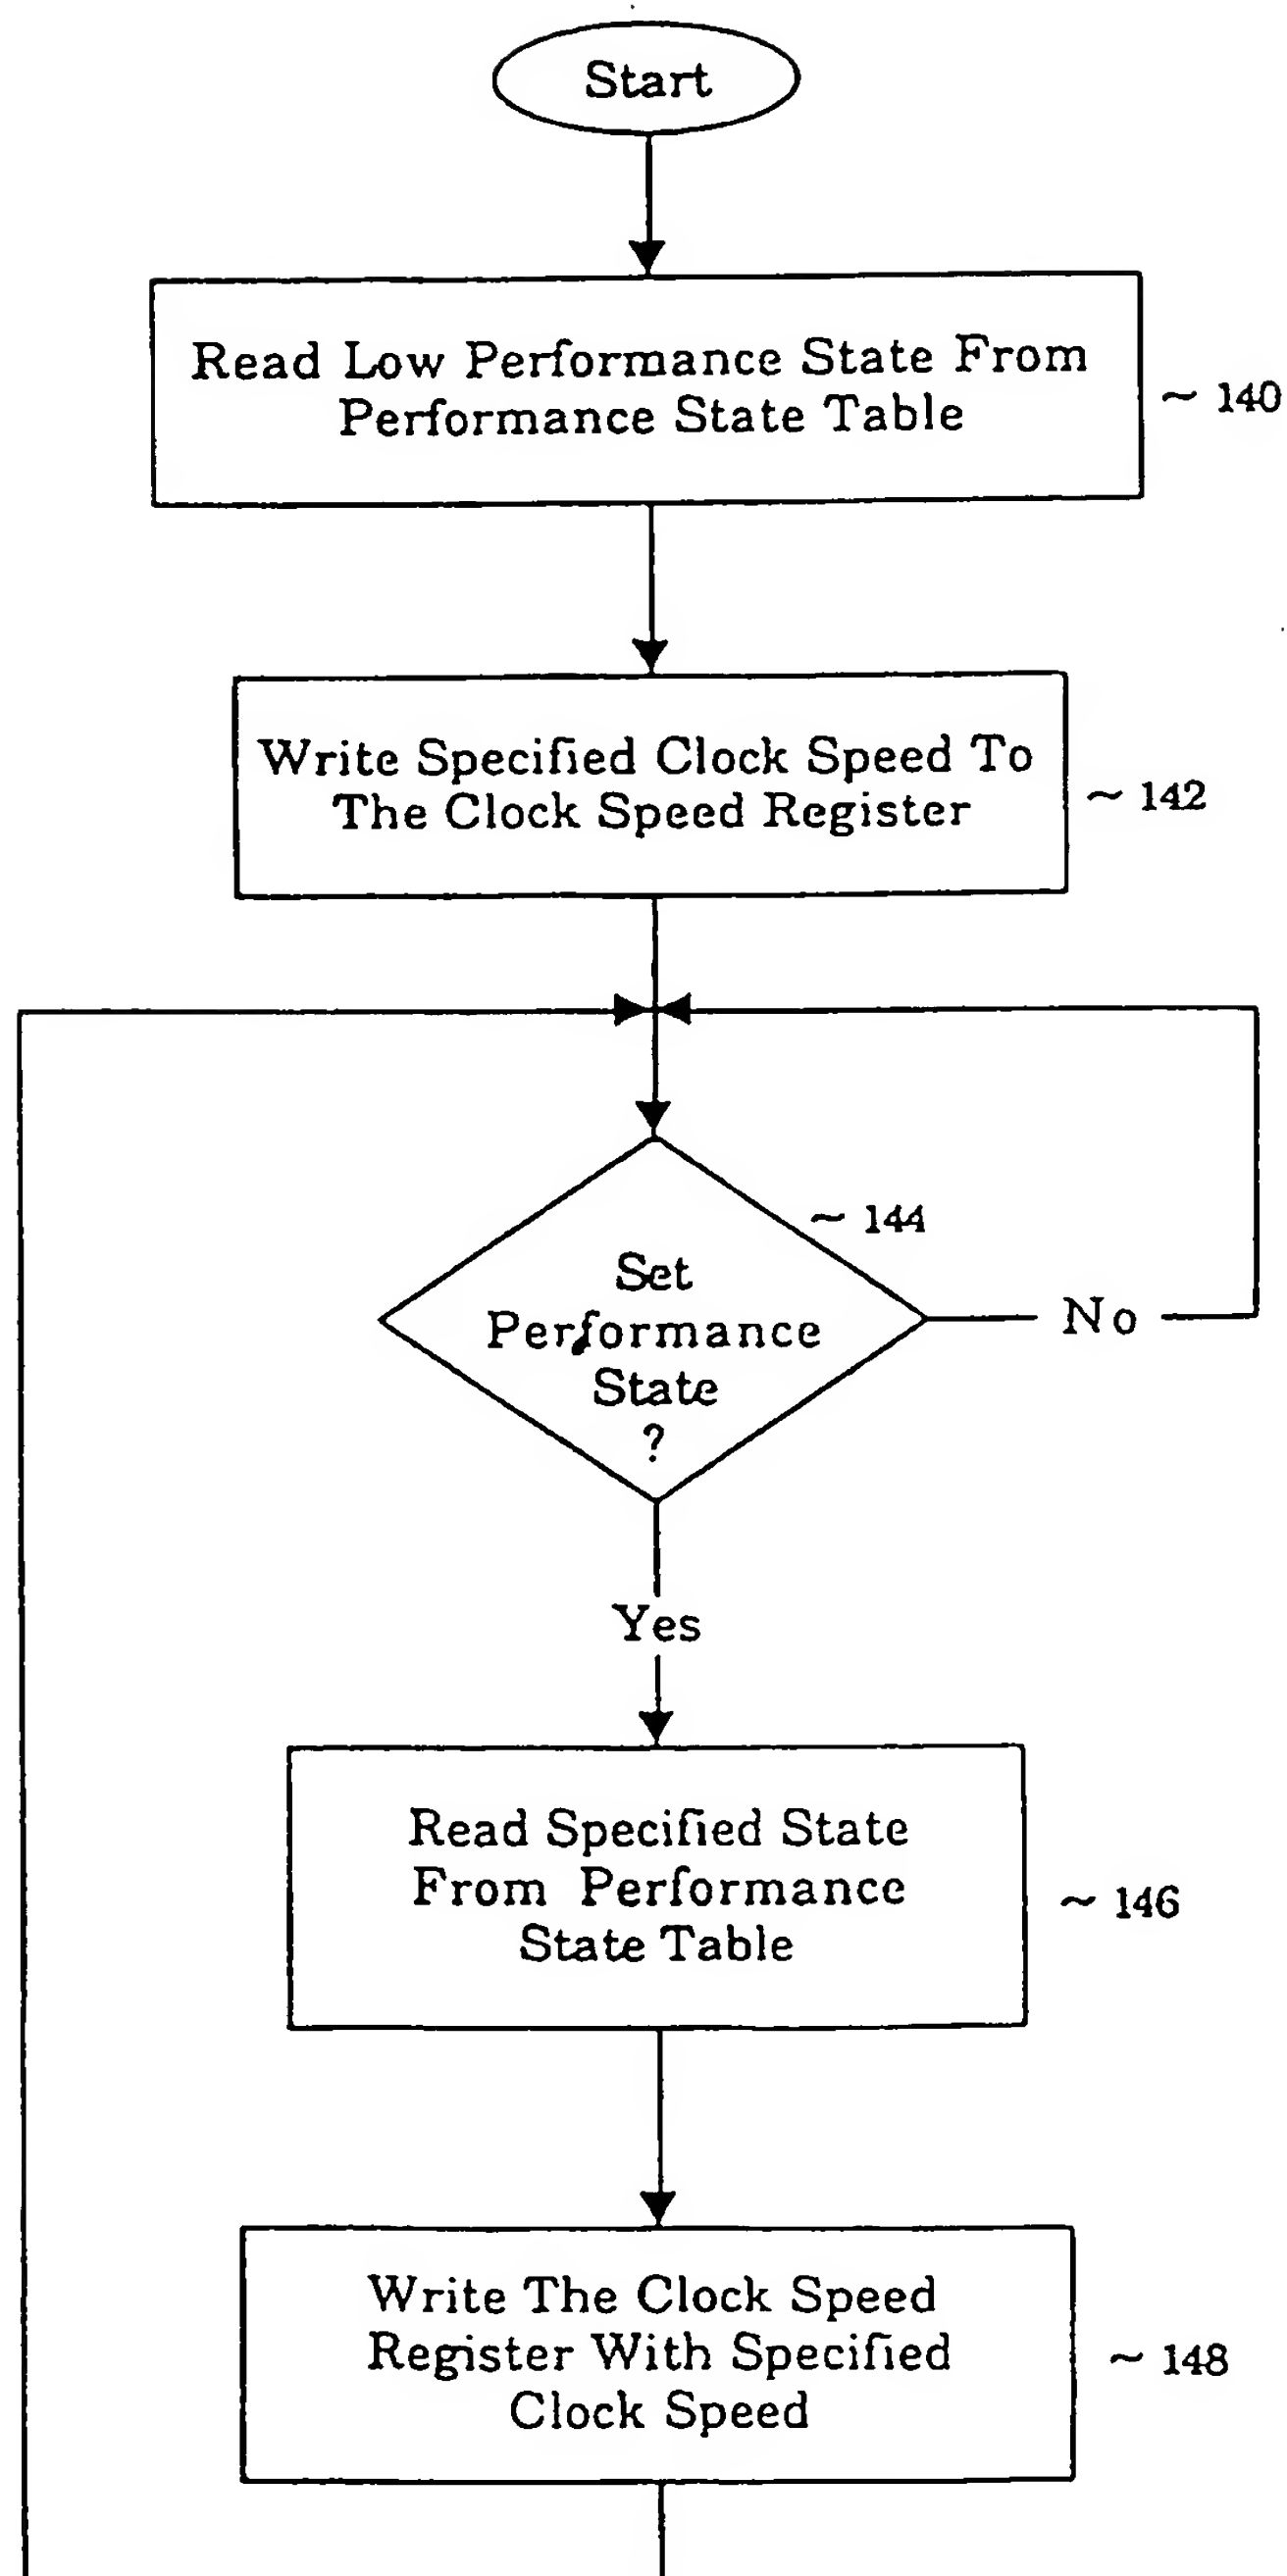 Start
Read Low Performance State From
Performance State Table
~ 140
Write Specified Clock Speed To
The Clock Speed Register
~ 142
~ 144
Set
Performance
State
?
No
Yes
Read Specified State
From Performance
State Table
~ 146
Write The Clock Speed
Register With Specified
Clock Speed
~ 148